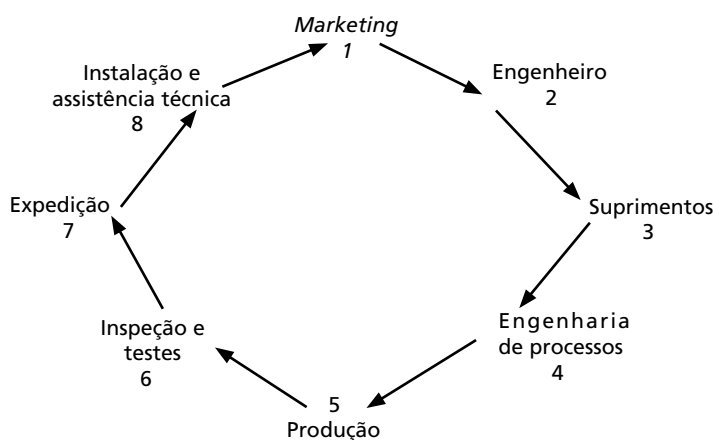 Marketing
1
Engenheiro
2
Suprimentos
3
Engenharia
de processos
4
5
Produção
Inspeção e
testes
6
Expedição
7
Instalação e
assistência técnica
8